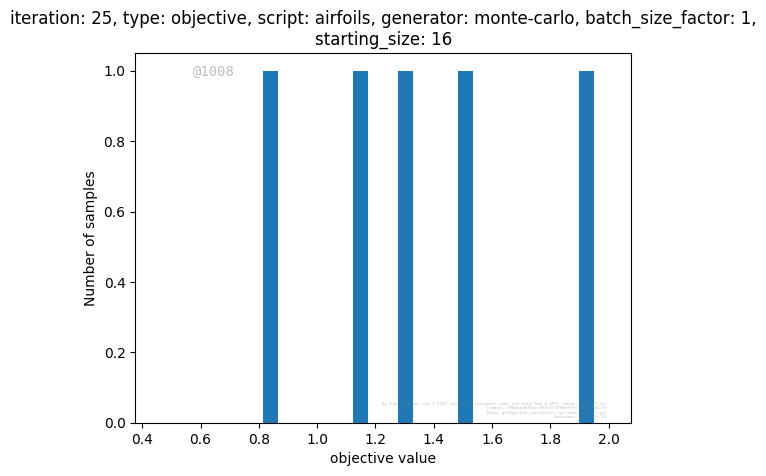 iteration: 25, type: objective, script: airfoils, generator: monte-carlo, batch_size_factor: 1,
starting_size: 16
@1008
1.0
0.8
0.6
0.4
0.2
0.0
Number of samples
0.4 0.6 0.8 1.0 1.2 1.4 1.6 1.8 2.0
objective value